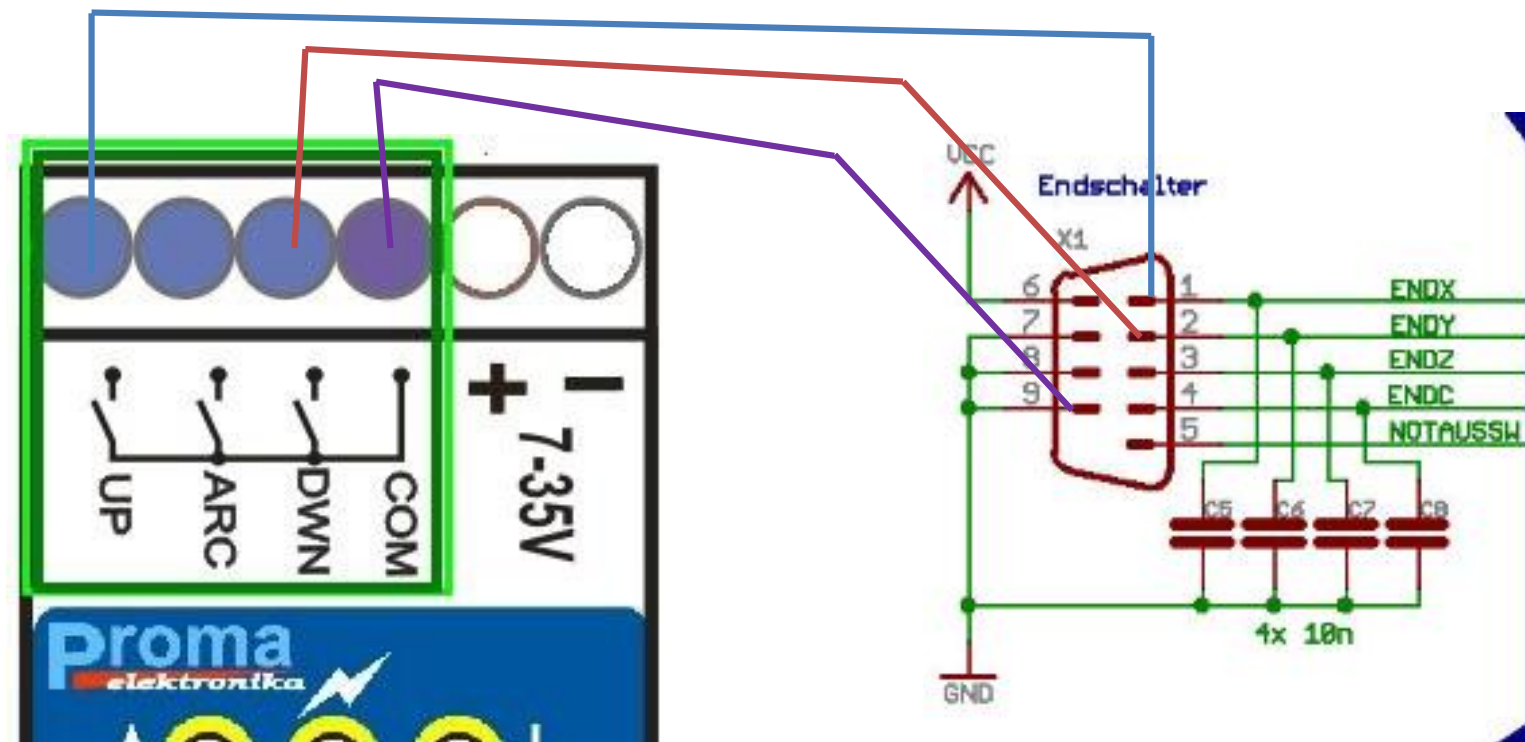 VCC
Endschalter
X1
6
7
8
9
1
2
3
4
5
ENDX
ENDY
ENDZ
ENDC
NOTAUSSW
C5
C6
C7
C8
4x 10n
GND
+ −
7-35V
UP
ARC
DWN
COM
Proma
elektronika